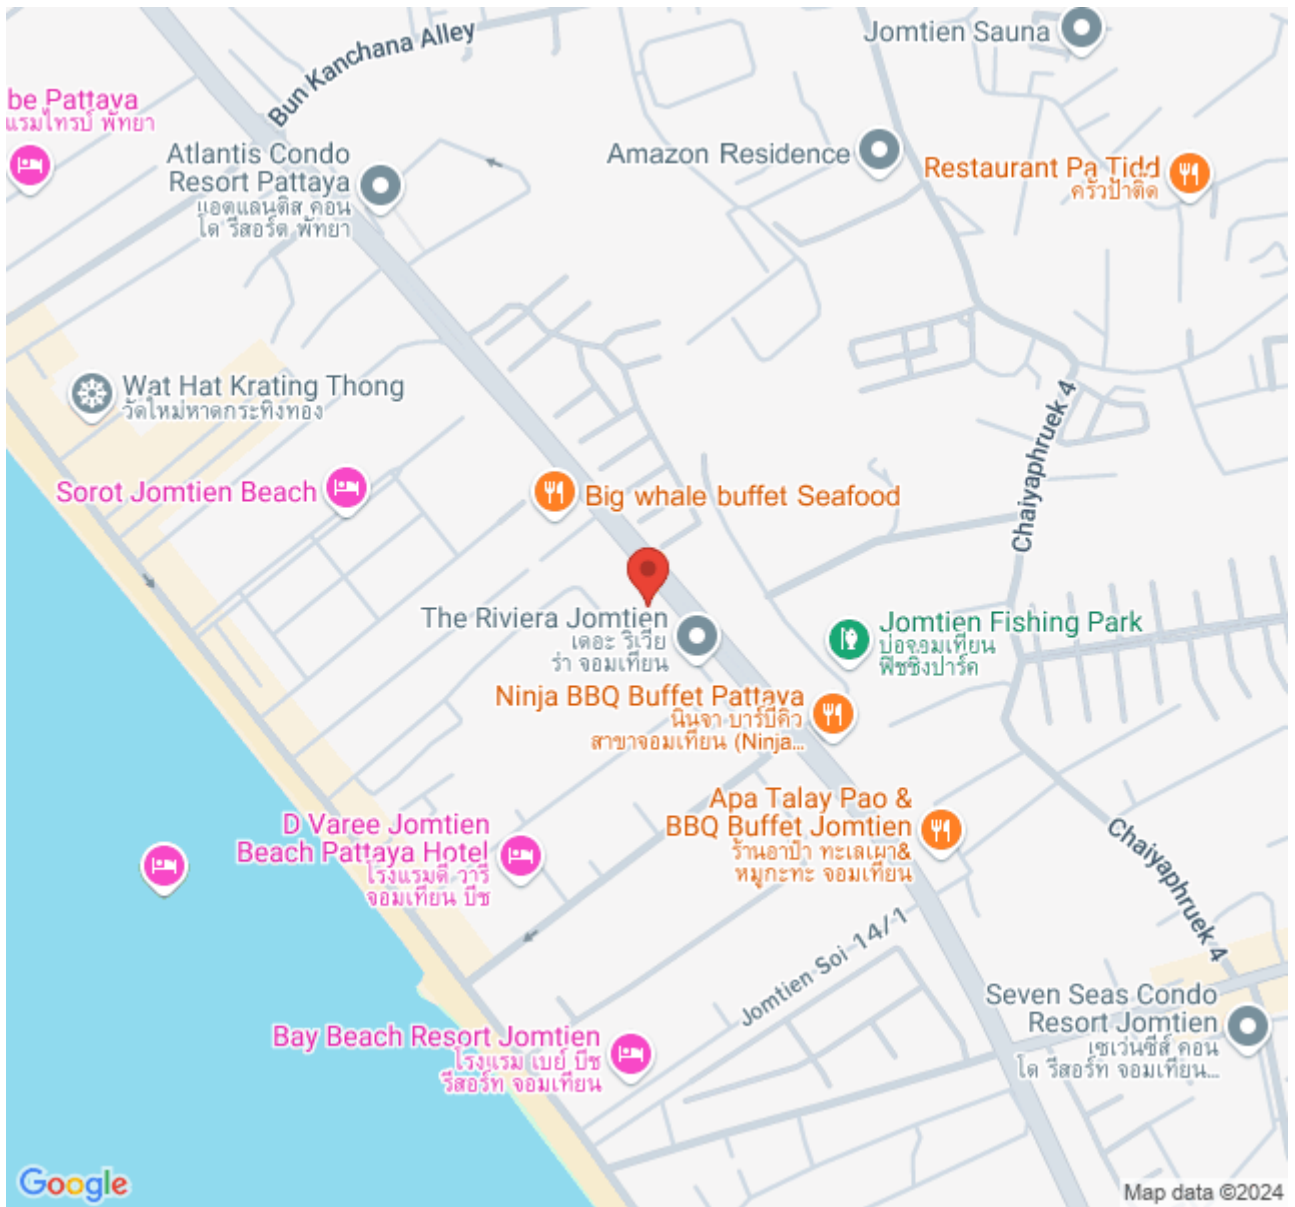 Bun Kanchana Alley
Jomtien Sauna
be Pattaya
แรมไทรบ์ พัทยา
Atlantis Condo
Resort Pattaya
แอตแลนติส คอน
โด รีสอร์ต พัทยา
Amazon Residence
Restaurant Pa Tidd
ครัวป้าติ๊ด
Wat Hat Krating Thong
วัดใหม่หาดกระทิงทอง
Chaiyaphruek 4
Sorot Jomtien Beach
Big whale buffet Seafood
The Riviera Jomtien
เดอะ ริเวีย
ร่า จอมเทียน
Jomtien Fishing Park
บ่อจอมเทียน
ฟิชชิ่งปาร์ค
Ninja BBQ Buffet Pattaya
นินจา บาร์บีคิว
สาขาจอมเทียน (Ninja...
Apa Talay Pao &
BBQ Buffet Jomtien
ร้านอาป๋า ทะเลเผา&
หมูกะทะ จอมเทียน
D Varee Jomtien
Beach Pattaya Hotel
โรงแรมดี วารี
จอมเทียน บีช
Chaiyaphruek 4
Jomtien Soi 14/1
Seven Seas Condo
Resort Jomtien
เซเว่นซีส์ คอน
โด รีสอร์ท จอมเทียน...
Bay Beach Resort Jomtien
โรงแรม เบย์ บีช
รีสอร์ท จอมเทียน
Google
Map data ©2024